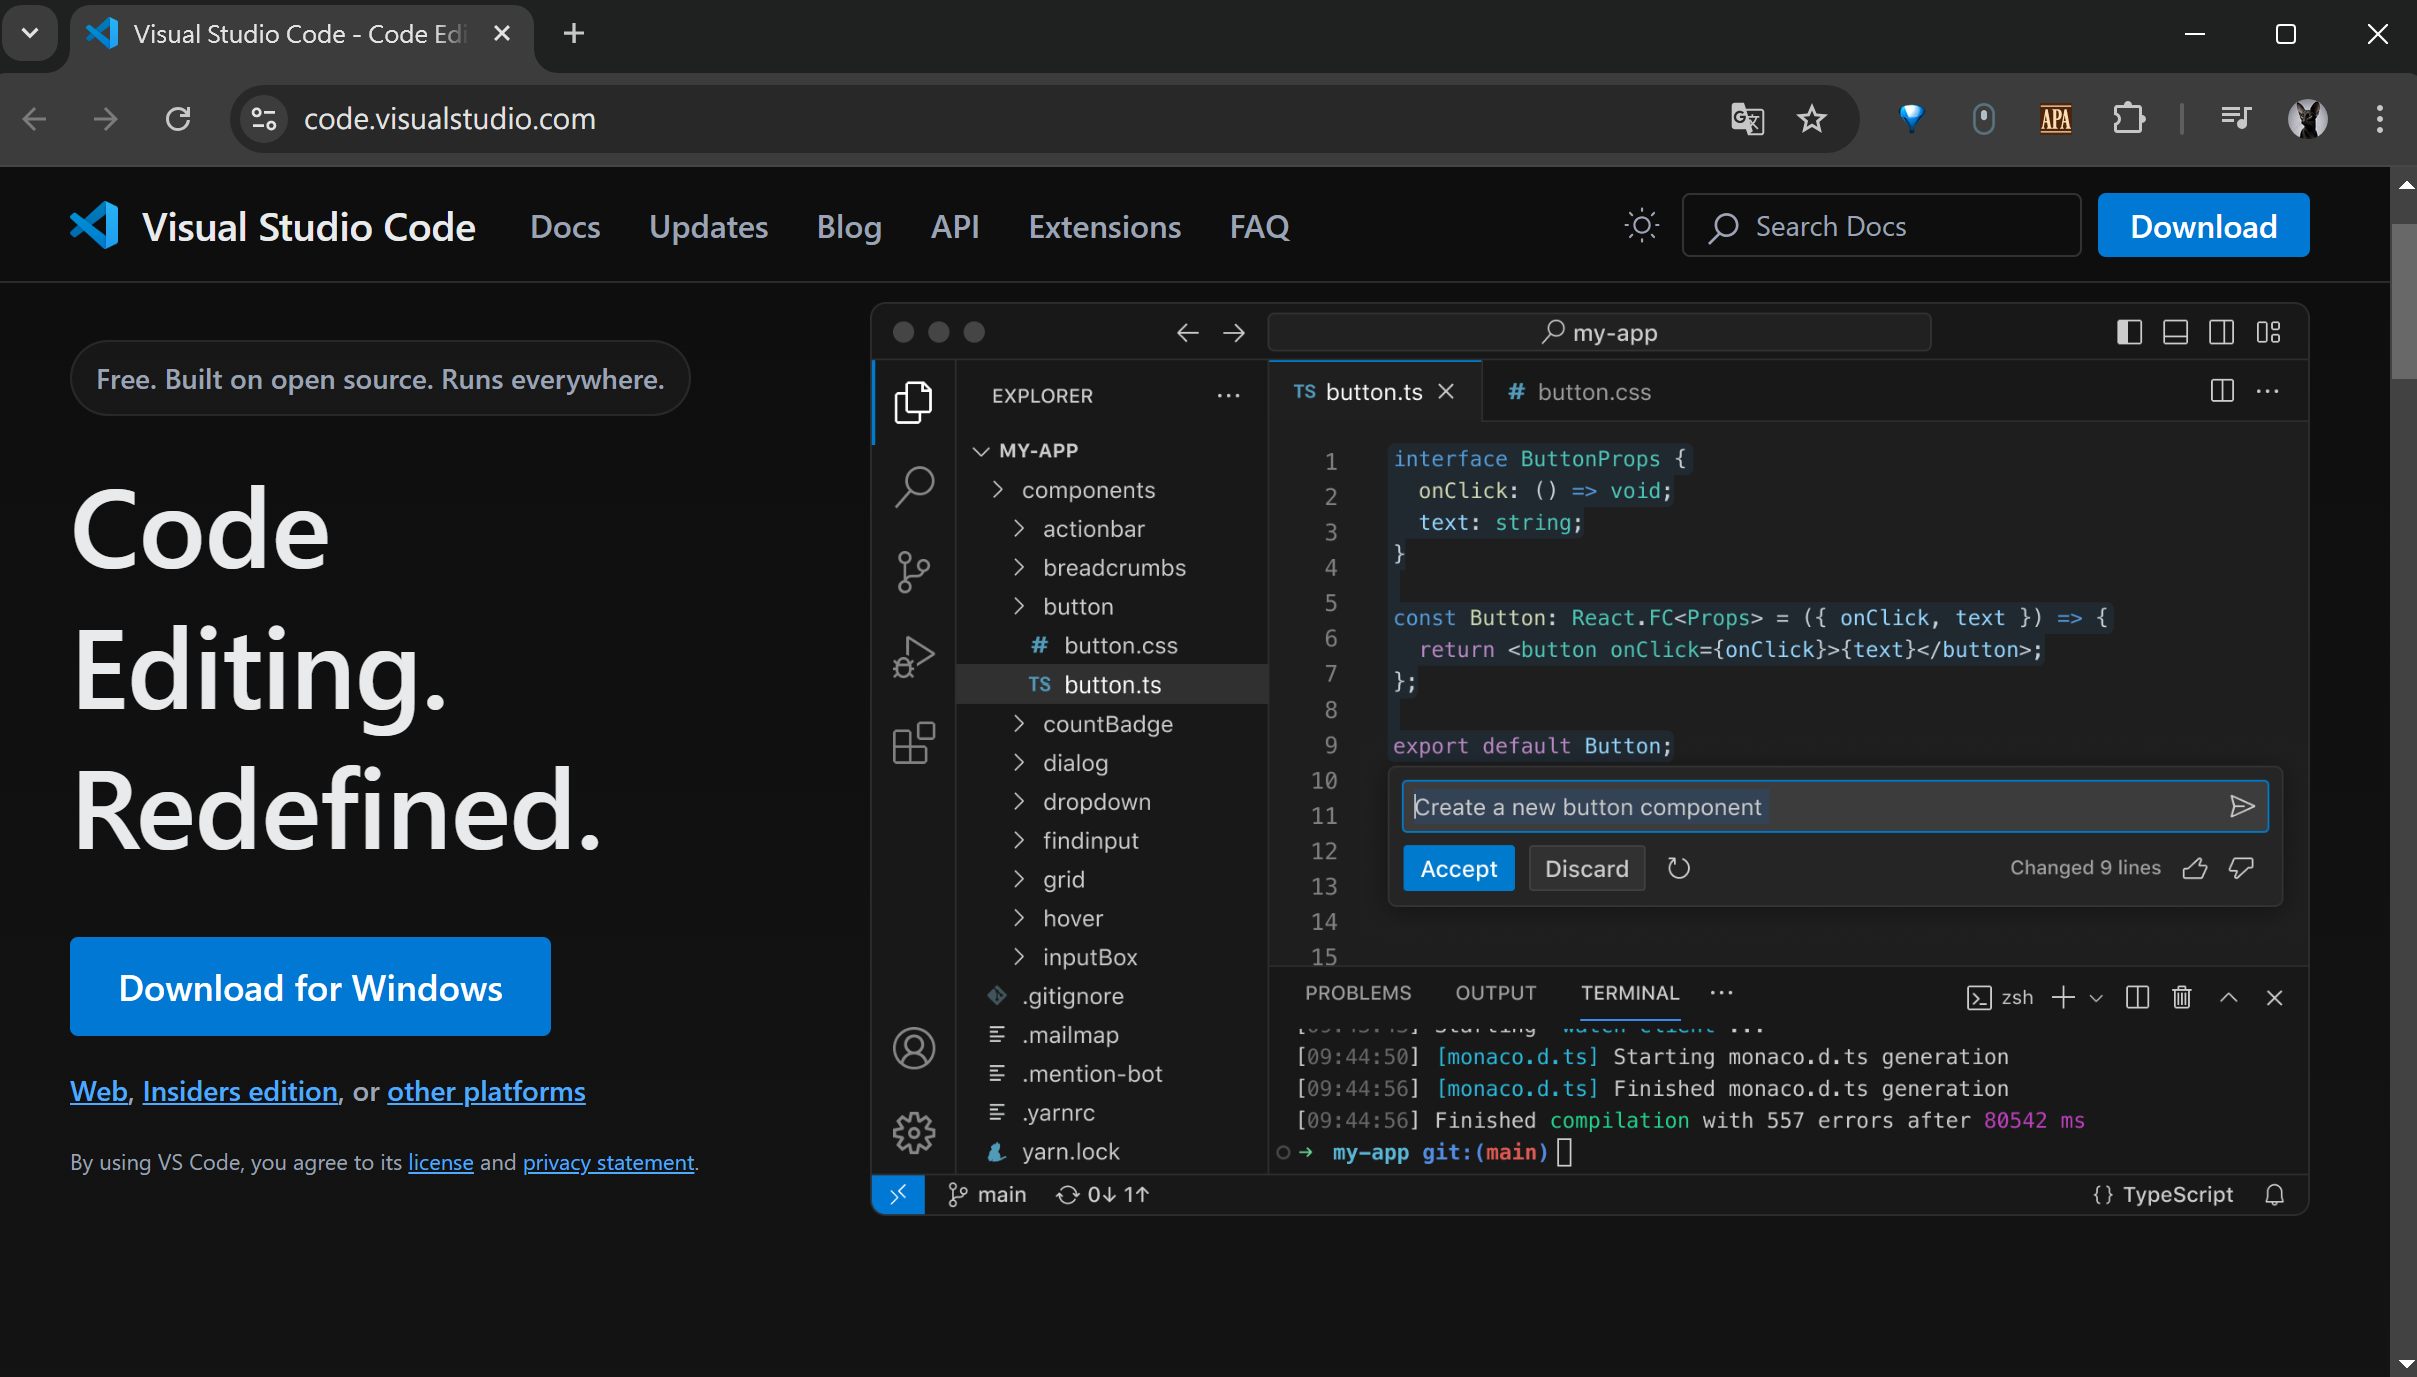 Visual Studio Code - Code Edi
code.visualstudio.com
APA
Visual Studio Code Docs Updates Blog API Extensions FAQ Search Docs Download
Free. Built on open source. Runs everywhere.
Code
Editing.
Redefined.
Download for Windows
Web, Insiders edition, or other platforms
By using VS Code, you agree to its license and privacy statement.
my-app
EXPLORER
MY-APP
components
actionbar
breadcrumbs
button
# button.css
TS button.ts
countBadge
dialog
dropdown
findinput
grid
hover
inputBox
.gitignore
.mailmap
.mention-bot
.yarnrc
yarn.lock
TS button.ts # button.css
1 interface ButtonProps {
2 onClick: () => void;
3 text: string;
4 }
5
6 const Button: React.FC<Props> = ({ onClick, text }) => {
7 return <button onClick={onClick}>{text}</button>;
8 };
9 export default Button;
10
11
12
13
14
15
Create a new button component
Accept Discard Changed 9 lines
PROBLEMS OUTPUT TERMINAL zsh
Starting watch-client ...
[09:44:50] [monaco.d.ts] Starting monaco.d.ts generation
[09:44:56] [monaco.d.ts] Finished monaco.d.ts generation
[09:44:56] Finished compilation with 557 errors after 80542 ms
my-app git:(main)
main 0↓ 1↑ {} TypeScript